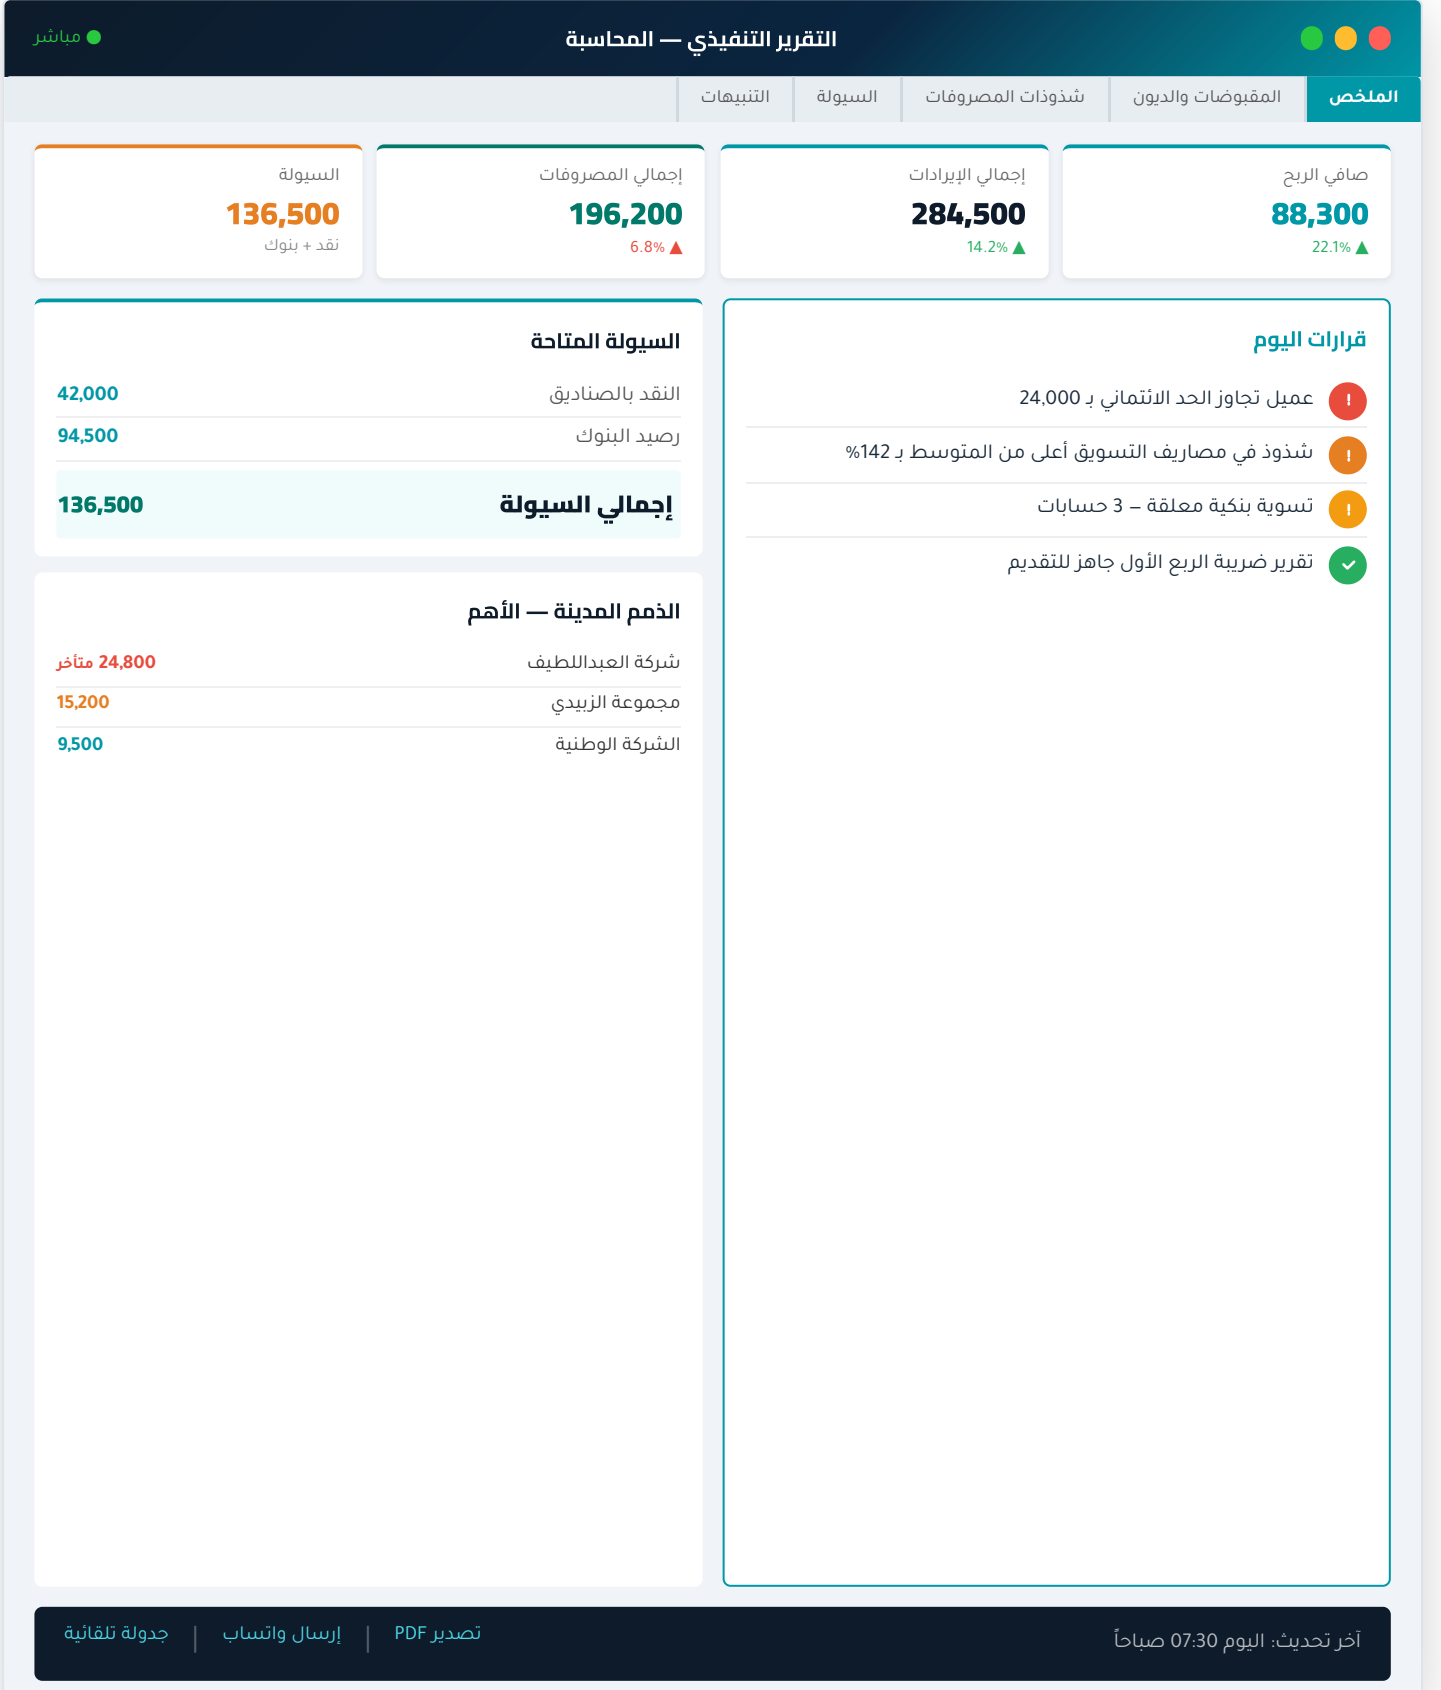 التقرير التنفيذي — المحاسبة
مباشر
الملخص
المقبوضات والديون
شذوذات المصروفات
السيولة
التنبيهات
صافي الربح
88,300
▲ 22.1%
إجمالي الإيرادات
284,500
▲ 14.2%
إجمالي المصروفات
196,200
▲ 6.8%
السيولة
136,500
نقد + بنوك
قرارات اليوم
! عميل تجاوز الحد الائتماني بـ 24,000
! شذوذ في مصاريف التسويق أعلى من المتوسط بـ 142%
! تسوية بنكية معلقة – 3 حسابات
تقرير ضريبة الربع الأول جاهز للتقديم
السيولة المتاحة
النقد بالصناديق 42,000
رصيد البنوك 94,500
إجمالي السيولة 136,500
الذمم المدينة — الأهم
شركة العبداللطيف 24,800 متأخر
مجموعة الزبيدي 15,200
الشركة الوطنية 9,500
آخر تحديث: اليوم 07:30 صباحاً
تصدير PDF | إرسال واتساب | جدولة تلقائية